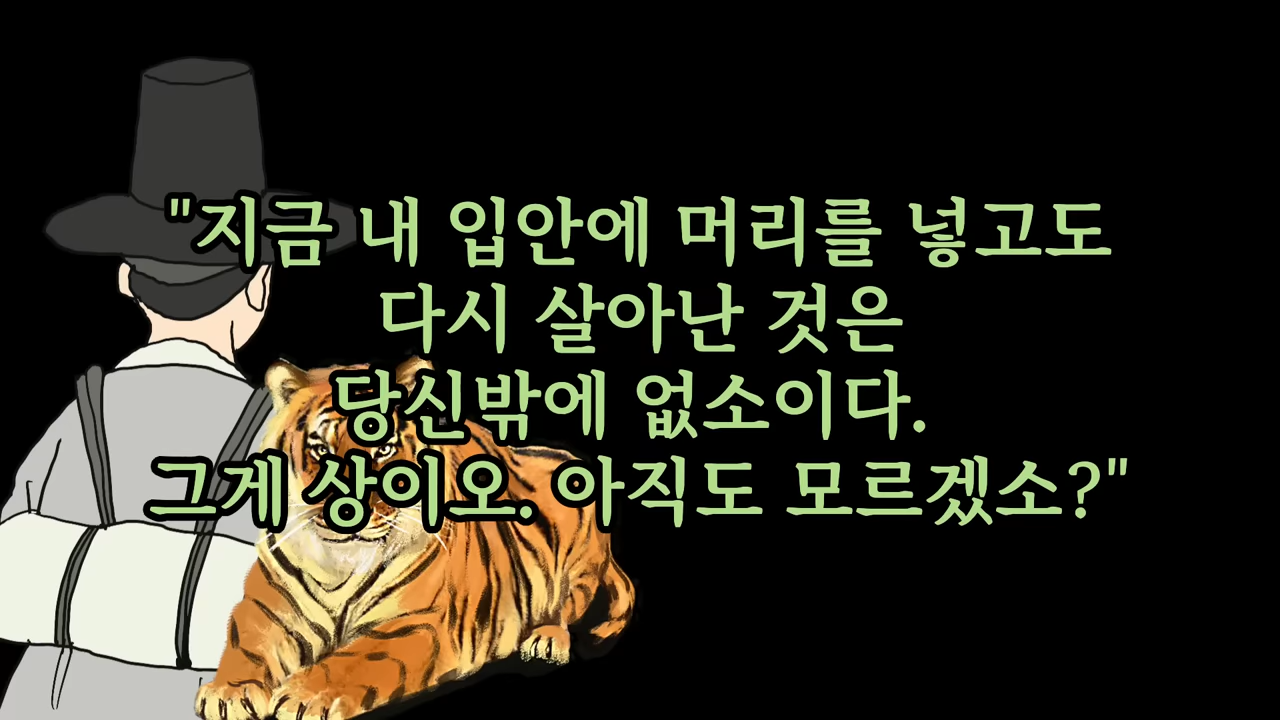 "지금 내 입안에 머리를 넣고도
다시 살아난 것은
당신밖에 없소이다.
그게 상이오. 아직도 모르겠소?"